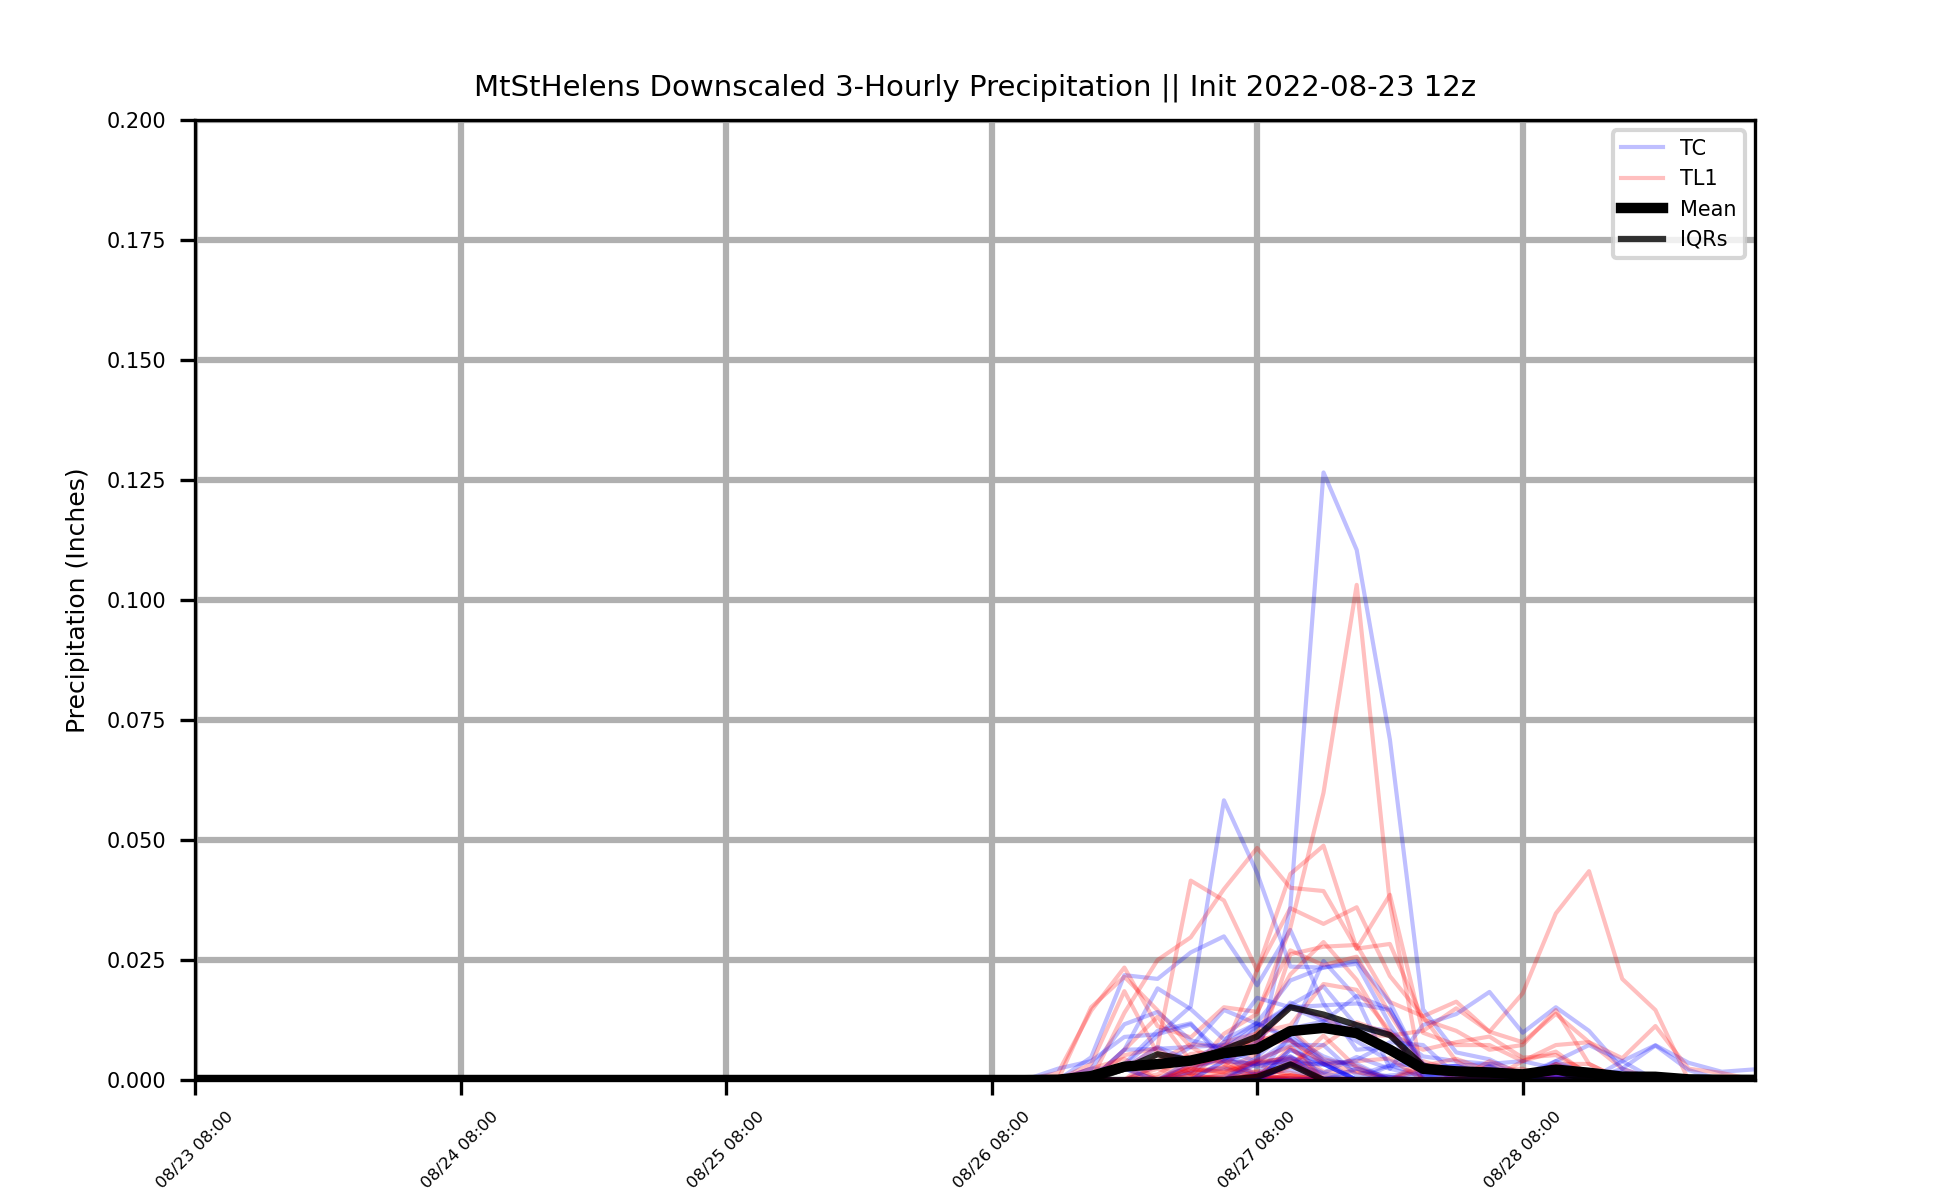 MtStHelens Downscaled 3-Hourly Precipitation || Init 2022-08-23 12z
TC
TL1
Mean
IQRs
Precipitation (Inches)
0.200
0.175
0.150
0.125
0.100
0.075
0.050
0.025
0.000
08/23 08:00
08/24 08:00
08/25 08:00
08/26 08:00
08/27 08:00
08/28 08:00